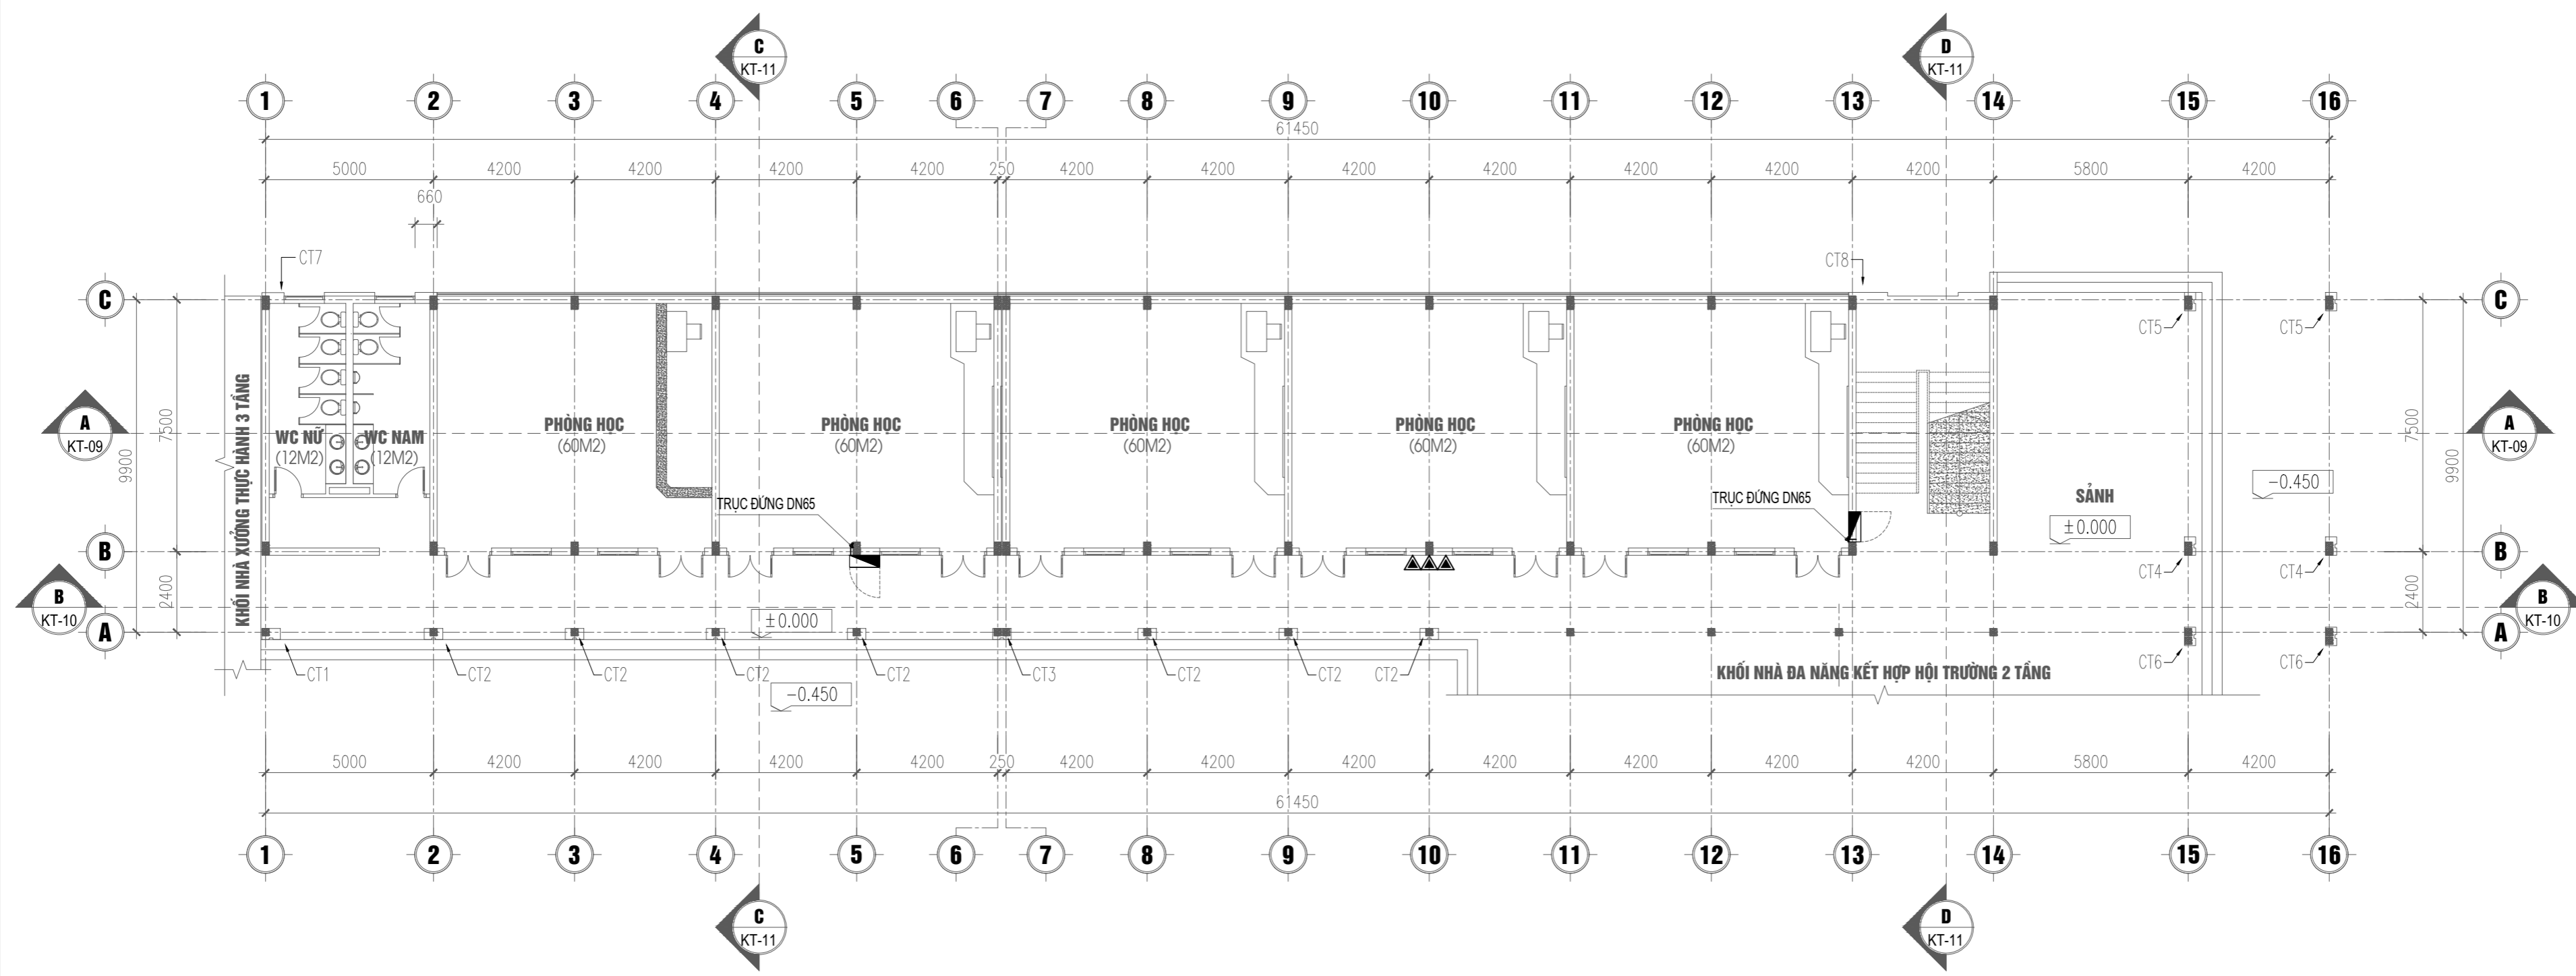 C
KT-11
D
KT-11
1 2 3 4 5 6 7 8 9 10 11 12 13 14 15 16
61450
5000 4200 4200 4200 4200 250 4200 4200 4200 4200 4200 4200 4200 5800 4200
660
CT7
CT8
C
C
CT5
CT5
KHỐI NHÀ XƯỞNG THỰC HÀNH 3 TẦNG
A
KT-09
7500
9900
WC NỮ
(12M2)
WC NAM
(12M2)
PHÒNG HỌC
(60M2)
PHÒNG HỌC
(60M2)
PHÒNG HỌC
(60M2)
PHÒNG HỌC
(60M2)
PHÒNG HỌC
(60M2)
7500
9900
A
KT-09
-0.450
SẢNH
±0.000
TRỤC ĐỨNG DN65
TRỤC ĐỨNG DN65
B
B
CT4
CT4
B
KT-10
2400
2400
B
KT-10
±0.000
A
A
CT1
CT2
CT2
CT2
CT2
CT3
CT2
CT2
CT2
KHỐI NHÀ ĐA NĂNG KẾT HỢP HỘI TRƯỜNG 2 TẦNG
CT6
CT6
-0.450
5000 4200 4200 4200 4200 250 4200 4200 4200 4200 4200 4200 4200 5800 4200
61450
1 2 3 4 5 6 7 8 9 10 11 12 13 14 15 16
C
KT-11
D
KT-11